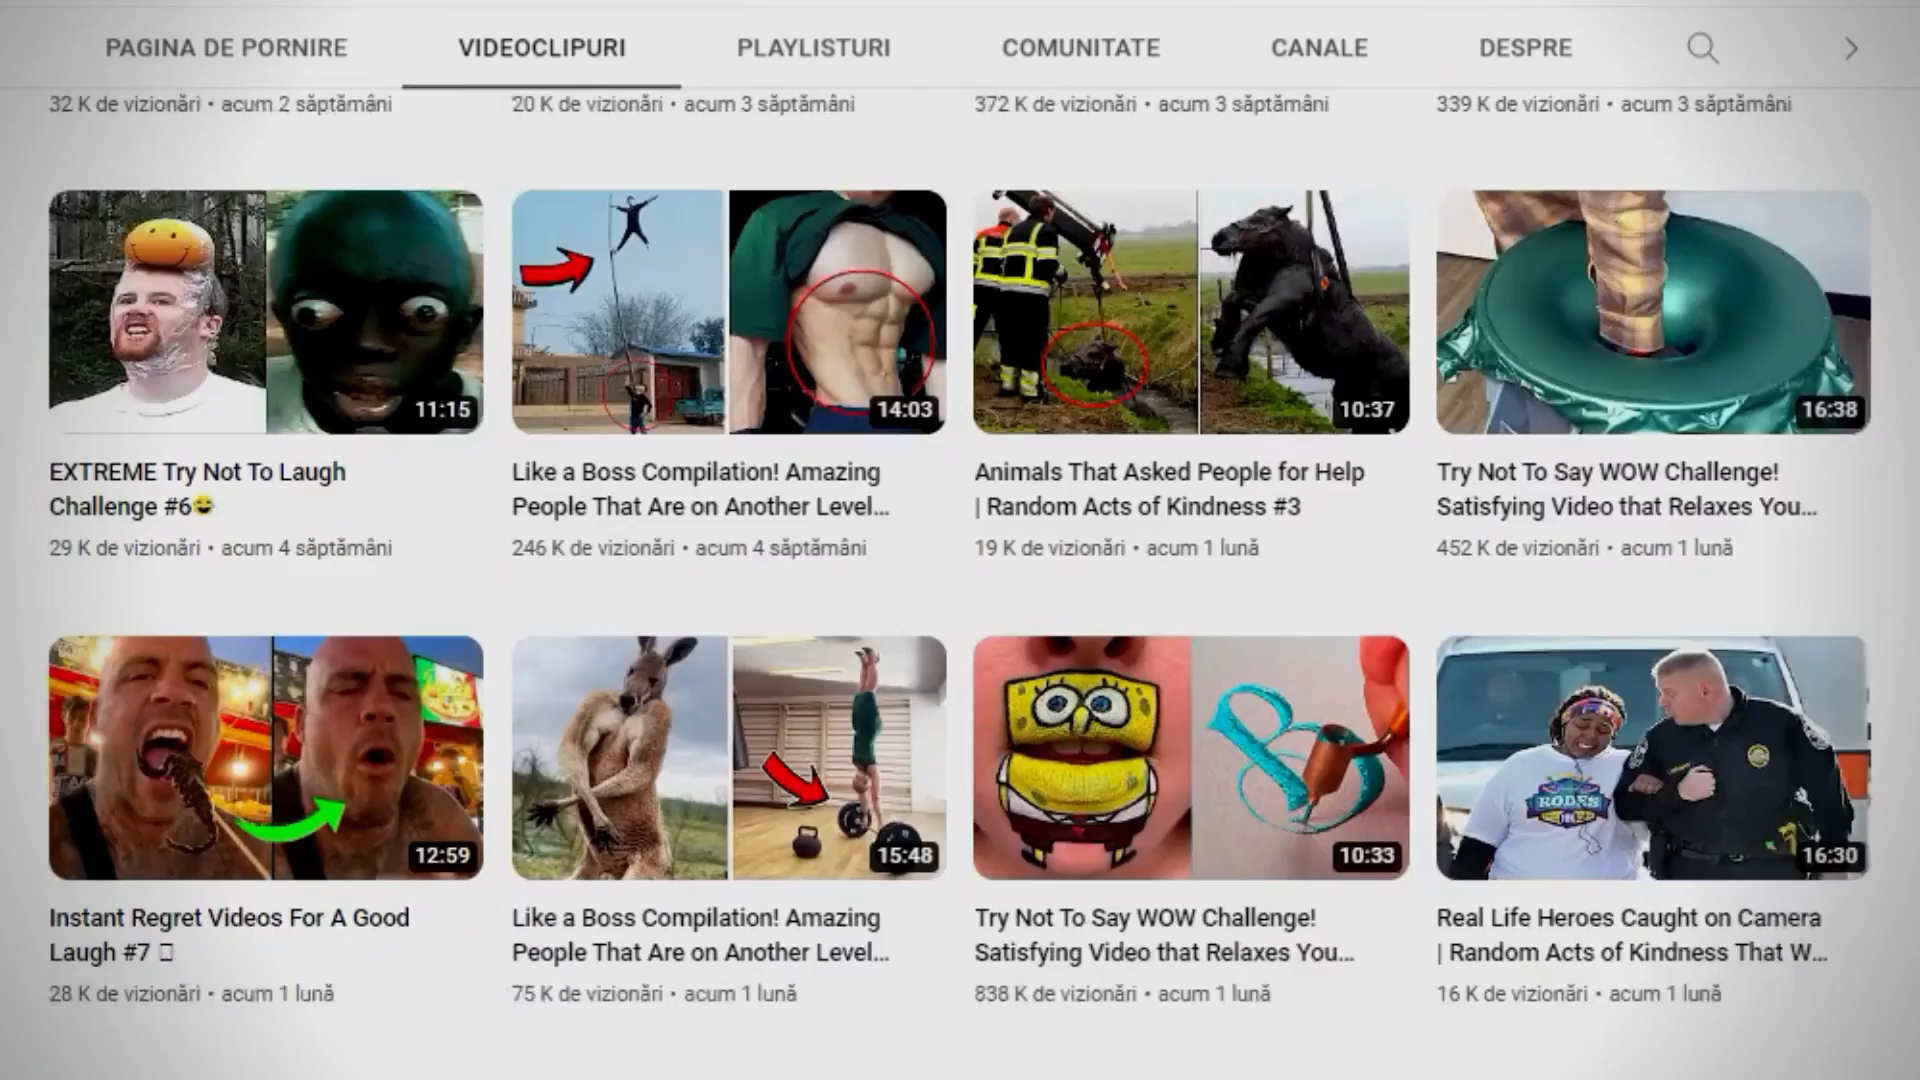 PAGINA DE PORNIRE VIDEOCLIPURI PLAYLISTURI COMUNITATE CANALE DESPRE
32 K de vizionări • acum 2 săptămâni 20 K de vizionări • acum 3 săptămâni 372 K de vizionări • acum 3 săptămâni 339 K de vizionări • acum 3 săptămâni
11:15 14:03 10:37 16:38
EXTREME Try Not To Laugh
Challenge #6😂
29 K de vizionări • acum 4 săptămâni
Like a Boss Compilation! Amazing
People That Are on Another Level...
246 K de vizionări • acum 4 săptămâni
Animals That Asked People for Help
| Random Acts of Kindness #3
19 K de vizionări • acum 1 lună
Try Not To Say WOW Challenge!
Satisfying Video that Relaxes You...
452 K de vizionări • acum 1 lună
RODES
12:59 15:48 10:33 16:30
Instant Regret Videos For A Good
Laugh #7
28 K de vizionări • acum 1 lună
Like a Boss Compilation! Amazing
People That Are on Another Level...
75 K de vizionări • acum 1 lună
Try Not To Say WOW Challenge!
Satisfying Video that Relaxes You...
838 K de vizionări • acum 1 lună
Real Life Heroes Caught on Camera
| Random Acts of Kindness That W...
16 K de vizionări • acum 1 lună